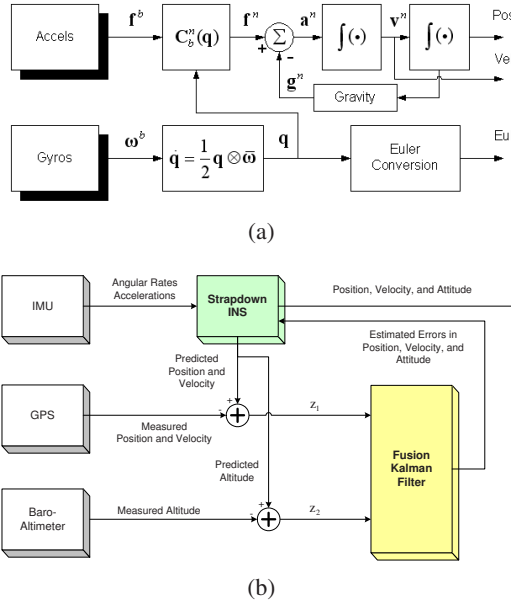 Accels
f^b
C_b^n(q)
f^n
+
Σ
-
a^n
∫(•)
v^n
∫(•)
Pos
Ve
g^n
Gravity
Gyros
ω^b
q̇ = 1/2 q ⊗ ω̄
q
Euler
Conversion
Eu
(a)
IMU
Angular Rates
Accelerations
Strapdown
INS
Position, Velocity, and Attitude
Estimated Errors in
Position, Velocity, and
Attitude
Predicted
Position and
Velocity
GPS
Measured
Position and Velocity
-
+
+
z_1
Fusion
Kalman
Filter
Predicted
Altitude
Baro-
Altimeter
Measured Altitude
-
+
+
z_2
(b)